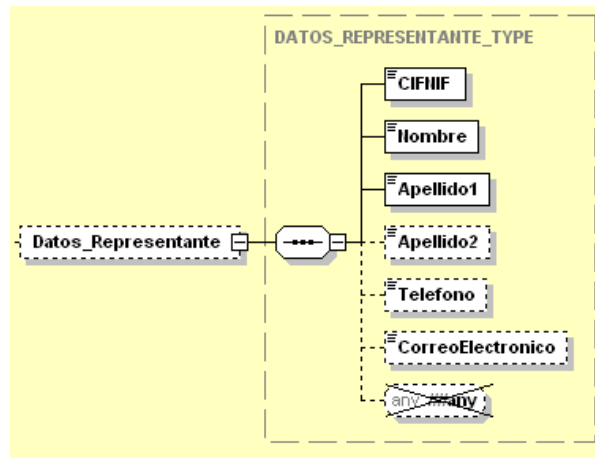 DATOS_REPRESENTANTE_TYPE
CIFNIF
Nombre
Apellido1
Datos_Representante
Apellido2
Telefono
CorreoElectronico
any ##any